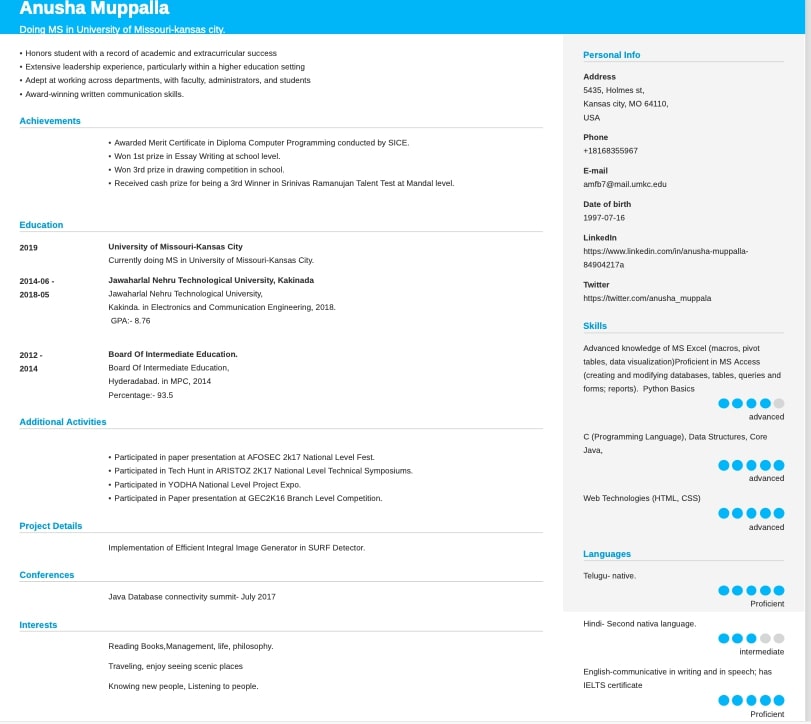 Anusha Muppalla
Doing MS in University of Missouri-kansas city.
• Honors student with a record of academic and extracurricular success
• Extensive leadership experience, particularly within a higher education setting
• Adept at working across departments, with faculty, administrators, and students
• Award-winning written communication skills.
Achievements
• Awarded Merit Certificate in Diploma Computer Programming conducted by SICE.
• Won 1st prize in Essay Writing at school level.
• Won 3rd prize in drawing competition in school.
• Received cash prize for being a 3rd Winner in Srinivas Ramanujan Talent Test at Mandal level.
Education
2019 University of Missouri-Kansas City
Currently doing MS in University of Missouri-Kansas City.
2014-06 - Jawaharlal Nehru Technological University, Kakinada
2018-05 Jawaharlal Nehru Technological University,
Kakinda. in Electronics and Communication Engineering, 2018.
GPA:- 8.76
2012 - Board Of Intermediate Education.
2014 Board Of Intermediate Education,
Hyderadabad. in MPC, 2014
Percentage:- 93.5
Additional Activities
• Participated in paper presentation at AFOSEC 2k17 National Level Fest.
• Participated in Tech Hunt in ARISTOZ 2K17 National Level Technical Symposiums.
• Participated in YODHA National Level Project Expo.
• Participated in Paper presentation at GEC2K16 Branch Level Competition.
Project Details
Implementation of Efficient Integral Image Generator in SURF Detector.
Conferences
Java Database connectivity summit- July 2017
Interests
Reading Books,Management, life, philosophy.
Traveling, enjoy seeing scenic places
Knowing new people, Listening to people.
Personal Info
Address
5435, Holmes st,
Kansas city, MO 64110,
USA
Phone
+18168355967
E-mail
amfb7@mail.umkc.edu
Date of birth
1997-07-16
LinkedIn
https://www.linkedin.com/in/anusha-muppalla-
84904217a
Twitter
https://twitter.com/anusha_muppala
Skills
Advanced knowledge of MS Excel (macros, pivot
tables, data visualization)Proficient in MS Access
(creating and modifying databases, tables, queries and
forms; reports). Python Basics
advanced
C (Programming Language), Data Structures, Core
Java,
advanced
Web Technologies (HTML, CSS)
advanced
Languages
Telugu- native.
Proficient
Hindi- Second nativa language.
intermediate
English-communicative in writing and in speech; has
IELTS certificate
Proficient